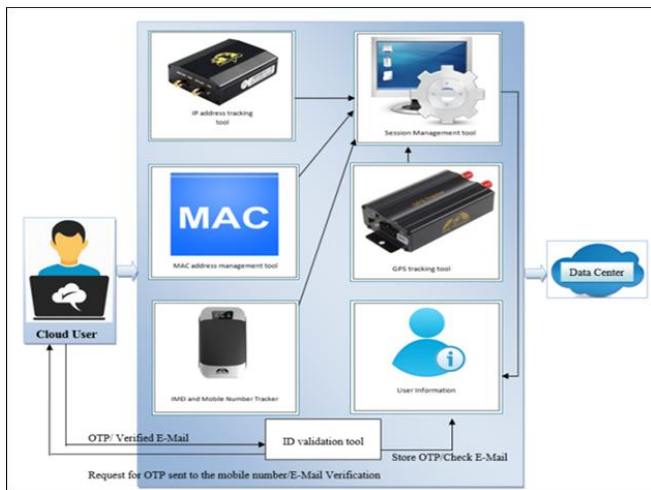 IP address tracking
tool
Session Management tool
MAC
MAC address management tool
GPS tracking tool
Data Center
Cloud User
IMID and Mobile Number Tracker
User Information
OTP/ Verified E-Mail
ID validation tool
Store OTP/Check E-Mail
Request for OTP sent to the mobile number/E-Mail Verification